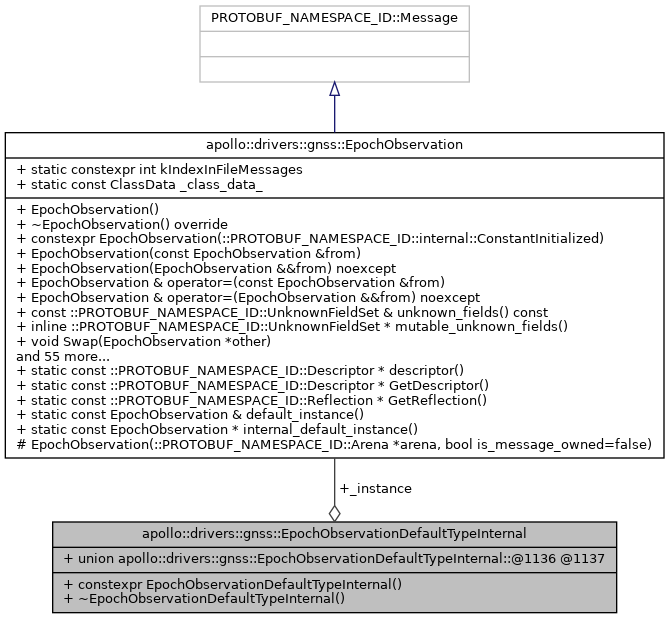 PROTOBUF_NAMESPACE_ID::Message
apollo::drivers::gnss::EpochObservation
+ static constexpr int kIndexInFileMessages
+ static const ClassData _class_data_
+ EpochObservation()
+ ~EpochObservation() override
+ constexpr EpochObservation(::PROTOBUF_NAMESPACE_ID::internal::ConstantInitialized)
+ EpochObservation(const EpochObservation &from)
+ EpochObservation(EpochObservation &&from) noexcept
+ EpochObservation & operator=(const EpochObservation &from)
+ EpochObservation & operator=(EpochObservation &&from) noexcept
+ const ::PROTOBUF_NAMESPACE_ID::UnknownFieldSet & unknown_fields() const
+ inline ::PROTOBUF_NAMESPACE_ID::UnknownFieldSet * mutable_unknown_fields()
+ void Swap(EpochObservation *other)
and 55 more...
+ static const ::PROTOBUF_NAMESPACE_ID::Descriptor * descriptor()
+ static const ::PROTOBUF_NAMESPACE_ID::Descriptor * GetDescriptor()
+ static const ::PROTOBUF_NAMESPACE_ID::Reflection * GetReflection()
+ static const EpochObservation & default_instance()
+ static const EpochObservation * internal_default_instance()
# EpochObservation(::PROTOBUF_NAMESPACE_ID::Arena *arena, bool is_message_owned=false)
+_instance
apollo::drivers::gnss::EpochObservationDefaultTypeInternal
+ union apollo::drivers::gnss::EpochObservationDefaultTypeInternal::@1136 @1137
+ constexpr EpochObservationDefaultTypeInternal()
+ ~EpochObservationDefaultTypeInternal()